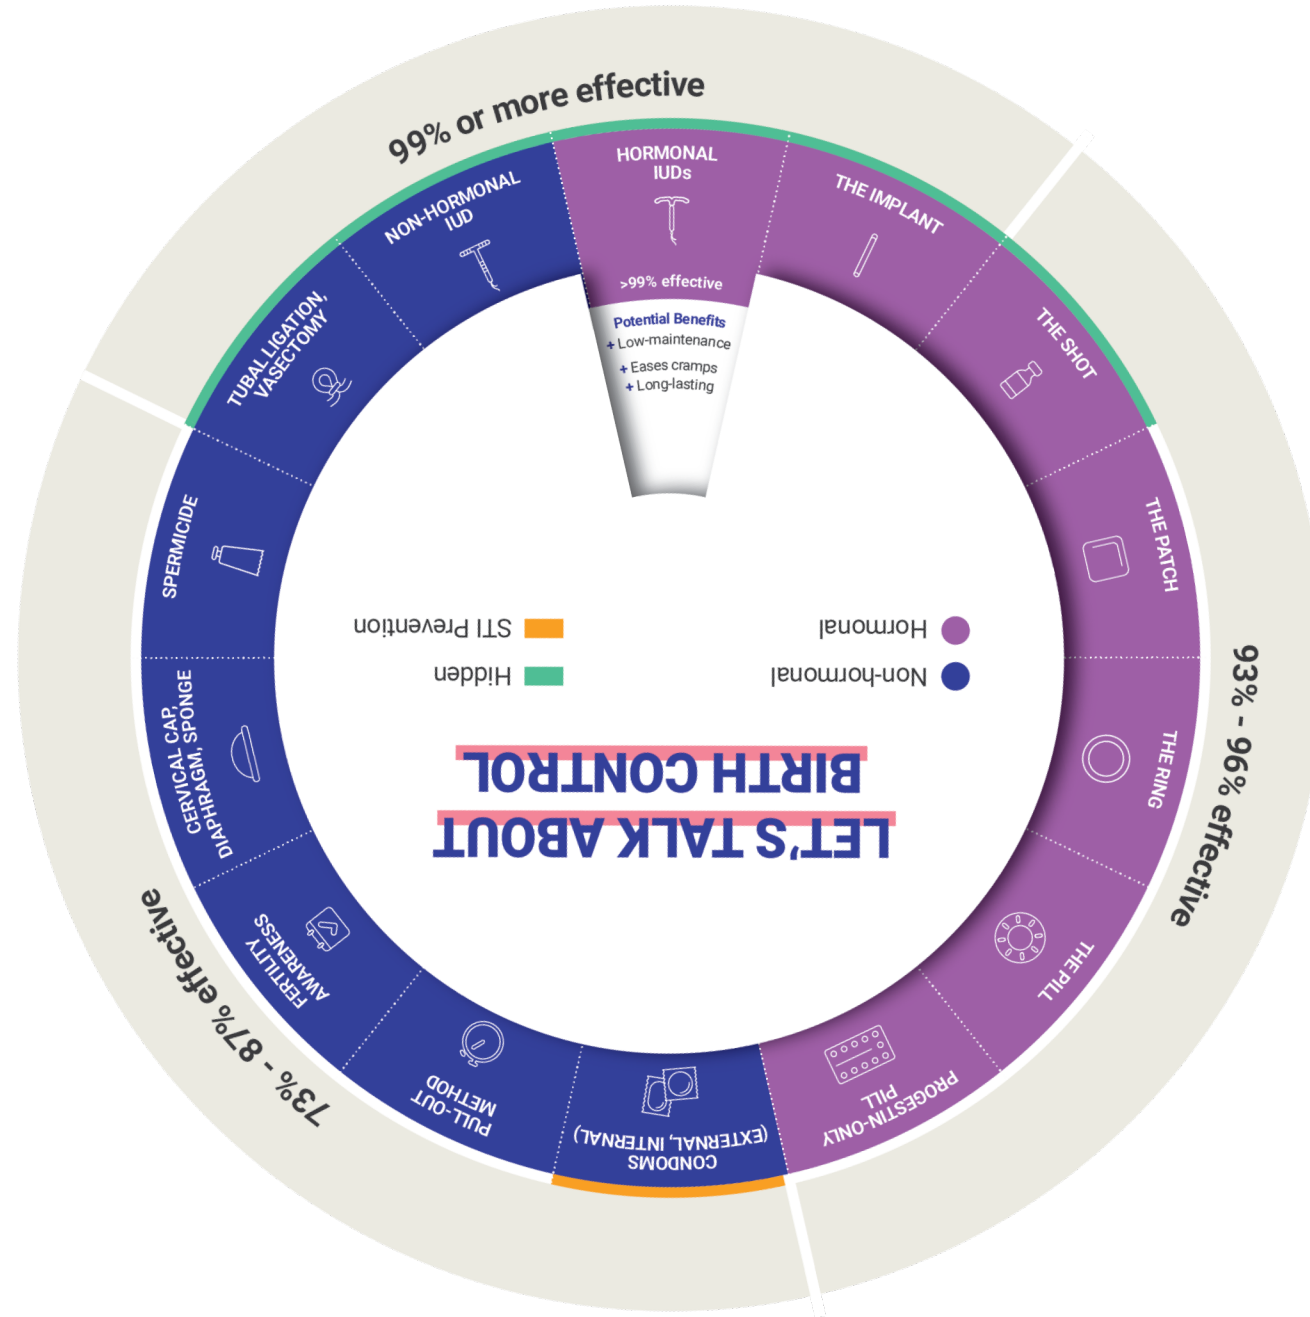 99% or more effective
HORMONAL
IUDs
>99% effective
Potential Benefits
+ Low-maintenance
+ Eases cramps
+ Long-lasting
THE IMPLANT
THE SHOT
THE PATCH
THE RING
THE PILL
PROGESTIN-ONLY
PILL
93% - 96% effective
CONDOMS
(EXTERNAL, INTERNAL)
PULL-OUT
METHOD
FERTILITY
AWARENESS
CERVICAL CAP,
DIAPHRAGM, SPONGE
SPERMICIDE
73% - 87% effective
TUBAL LIGATION,
VASECTOMY
NON-HORMONAL
IUD
LET'S TALK ABOUT
BIRTH CONTROL
Non-hormonal
Hormonal
Hidden
STI Prevention